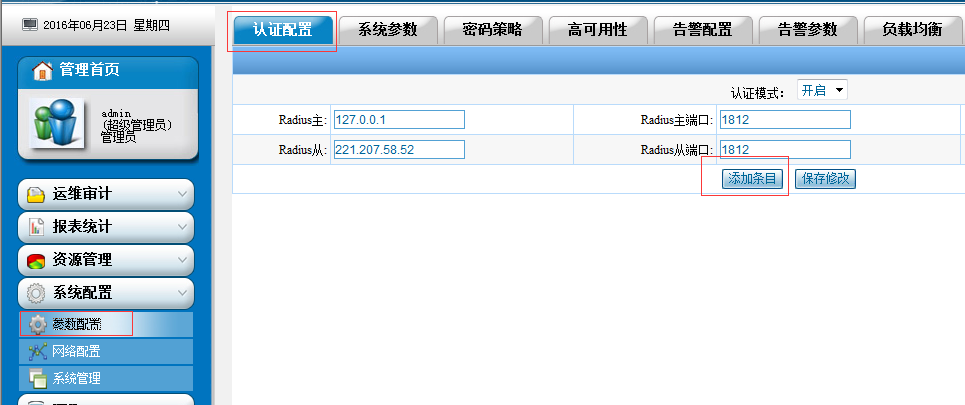 2016年06月23日 星期四
管理首页
admin
(超级管理员)
管理员
运维审计
报表统计
资源管理
系统配置
参数配置
网络配置
系统管理
认证配置 系统参数 密码策略 高可用性 告警配置 告警参数 负载均衡
认证模式： 开启
Radius主: 127.0.0.1 Radius主端口: 1812
Radius从: 221.207.58.52 Radius从端口: 1812
添加条目 保存修改